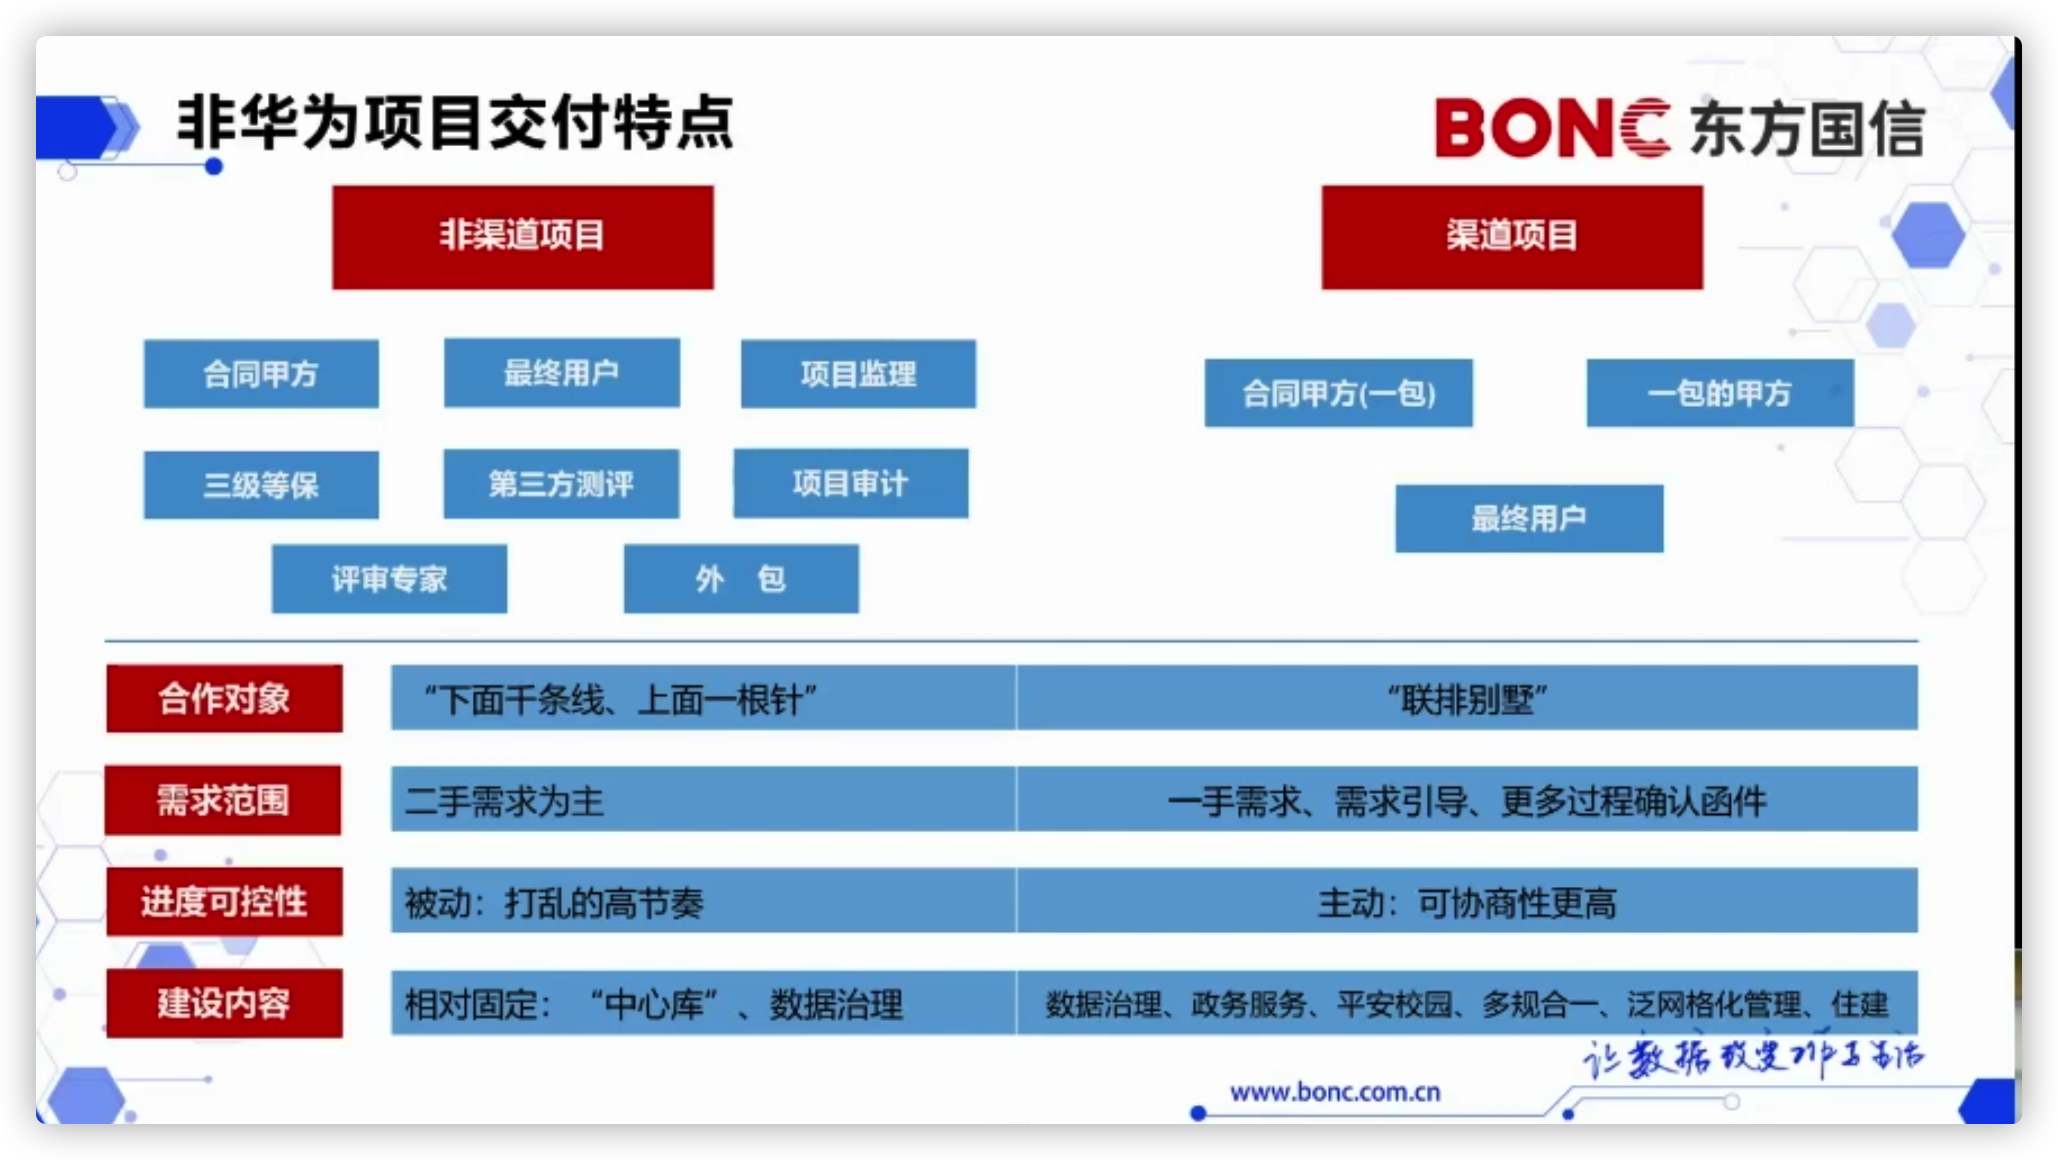 非华为项目交付特点
BONC 东方国信
非渠道项目
渠道项目
合同甲方
最终用户
项目监理
三级等保
第三方测评
项目审计
评审专家
外 包
合同甲方(一包)
一包的甲方
最终用户
合作对象
“下面千条线、上面一根针”
“联排别墅”
需求范围
二手需求为主
一手需求、需求引导、更多过程确认函件
进度可控性
被动：打乱的高节奏
主动：可协商性更高
建设内容
相对固定：“中心库”、数据治理
数据治理、政务服务、平安校园、多规合一、泛网格化管理、住建
让数据改变工作与生活
www.bonc.com.cn